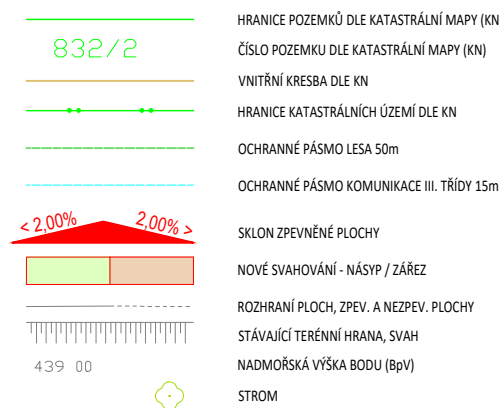 HRANICE POZEMKŮ DLE KATASTRÁLNÍ MAPY (KN
832/2 ČÍSLO POZEMKU DLE KATASTRÁLNÍ MAPY (KN)
VNITŘNÍ KRESBA DLE KN
HRANICE KATASTRÁLNÍCH ÚZEMÍ DLE KN
OCHRANNÉ PÁSMO LESA 50m
OCHRANNÉ PÁSMO KOMUNIKACE III. TŘÍDY 15m
< 2,00% 2,00% > SKLON ZPEVNĚNÉ PLOCHY
NOVÉ SVAHOVÁNÍ - NÁSYP / ZÁŘEZ
ROZHRANÍ PLOCH, ZPEV. A NEZPEV. PLOCHY
STÁVAJÍCÍ TERÉNNÍ HRANA, SVAH
439 00 NADMOŘSKÁ VÝŠKA BODU (BpV)
STROM